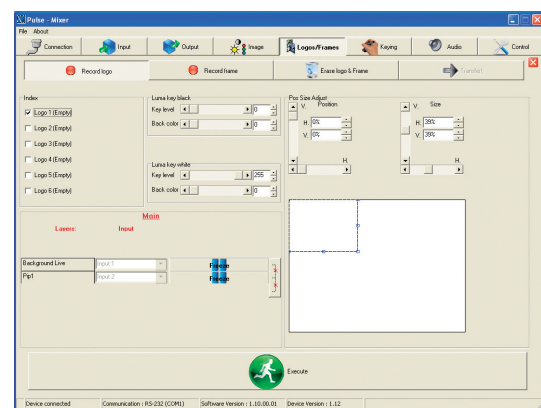 Pulse - Mixer
File About
Connection Input Output Image Logos/Frames Keying Audio Control
Record logo Record frame Erase logo & Frame Transfer
Index
Logo 1 (Empty)
Logo 2 (Empty)
Logo 3 (Empty)
Logo 4 (Empty)
Logo 5 (Empty)
Logo 6 (Empty)
Luma key black
Key level 0
Back color 0
Luma key while
Key level 255
Back color 0
Pos Size Adjust
V. Position
H. 0%
V. 0%
H.
V. Size
H. 39%
V. 39%
H.
Main
Layers: Input
Background Live Input 1 Freeze
Pip1 Input 2 Freeze
Execute
Device connected Communication : RS-232 (COM1) Software Version : 1.10.00.01 Device Version : 1.12